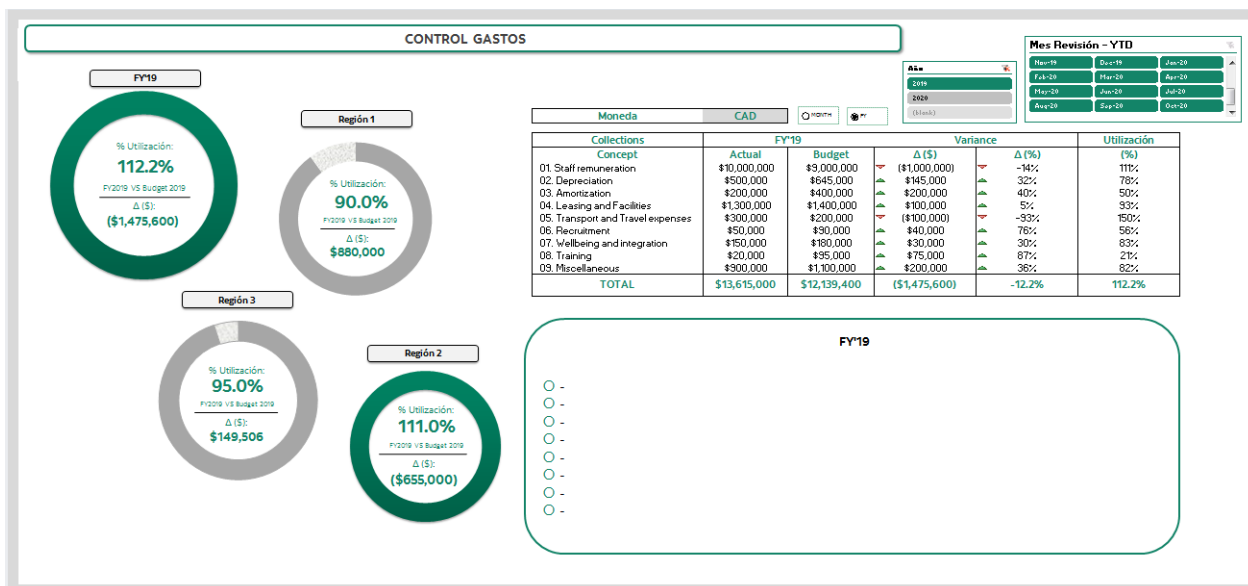 CONTROL GASTOS
Mes Revisión - YTD
Nov-19 Dec-19 Jan-20
Feb-20 Mar-20 Apr-20
May-20 Jun-20 Jul-20
Aug-20 Sep-20 Oct-20
Año
2019
2020
(blank)
FY'19
% Utilización:
112.2%
FY2019 VS Budget 2019
Δ ($):
($1,475,600)
Región 1
% Utilización:
90.0%
FY2019 VS Budget 2019
Δ ($):
$880,000
Región 3
% Utilización:
95.0%
FY2019 VS Budget 2019
Δ ($):
$149,506
Región 2
% Utilización:
111.0%
FY2019 VS Budget 2019
Δ ($):
($655,000)
Moneda CAD MONTH FY
Collections FY'19 Variance Utilización
Concept Actual Budget Δ ($) Δ (%) (%)
01. Staff remuneration $10,000,000 $9,000,000 ($1,000,000) -14% 111%
02. Depreciation $500,000 $645,000 $145,000 32% 78%
03. Amortization $200,000 $400,000 $200,000 40% 50%
04. Leasing and Facilities $1,300,000 $1,400,000 $100,000 5% 93%
05. Transport and Travel expenses $300,000 $200,000 ($100,000) -93% 150%
06. Recruitment $50,000 $90,000 $40,000 76% 56%
07. Wellbeing and integration $150,000 $180,000 $30,000 30% 83%
08. Training $20,000 $95,000 $75,000 87% 21%
09. Miscellaneous $900,000 $1,100,000 $200,000 36% 82%
TOTAL $13,615,000 $12,139,400 ($1,475,600) -12.2% 112.2%
FY'19
-
-
-
-
-
-
-
-